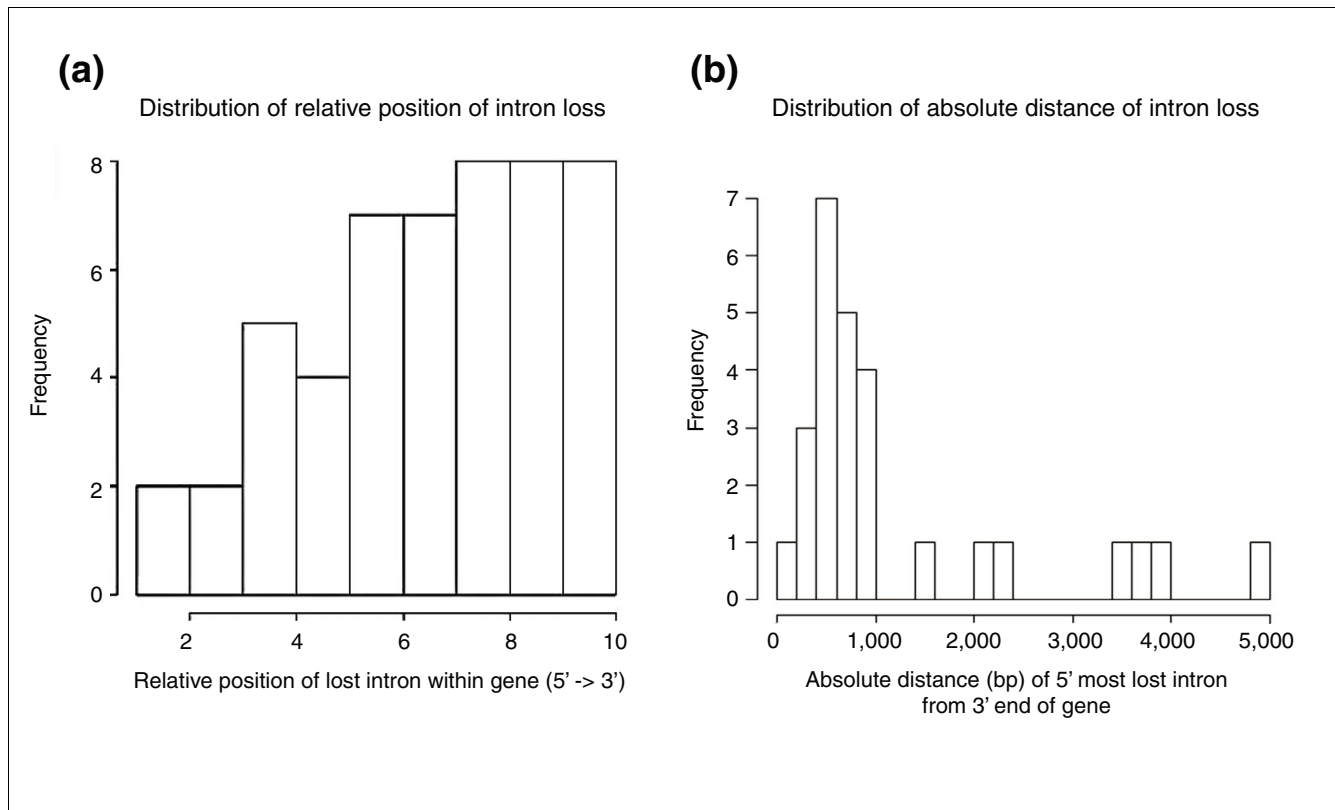 (a)
Distribution of relative position of intron loss
8
6
4
2
0
Frequency
2 4 6 8 10
Relative position of lost intron within gene (5’ -> 3’)
(b)
Distribution of absolute distance of intron loss
7
6
5
4
3
2
1
0
Frequency
0 1,000 2,000 3,000 4,000 5,000
Absolute distance (bp) of 5’ most lost intron
from 3’ end of gene